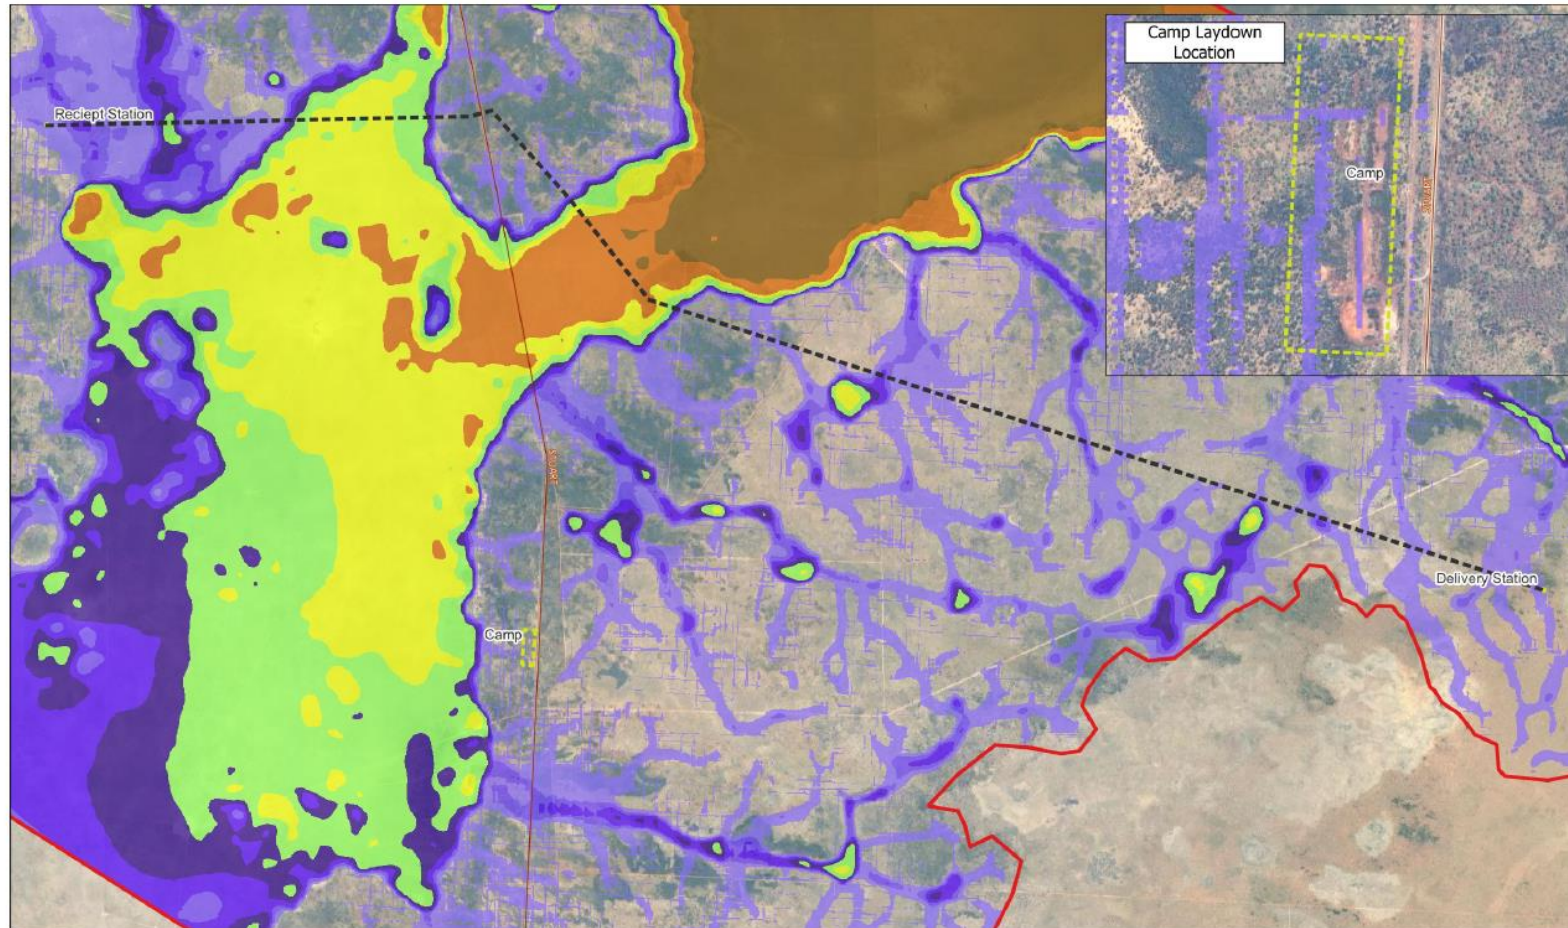 Camp Laydown
Location
Reciept Station
Camp
Delivery Station
Camp